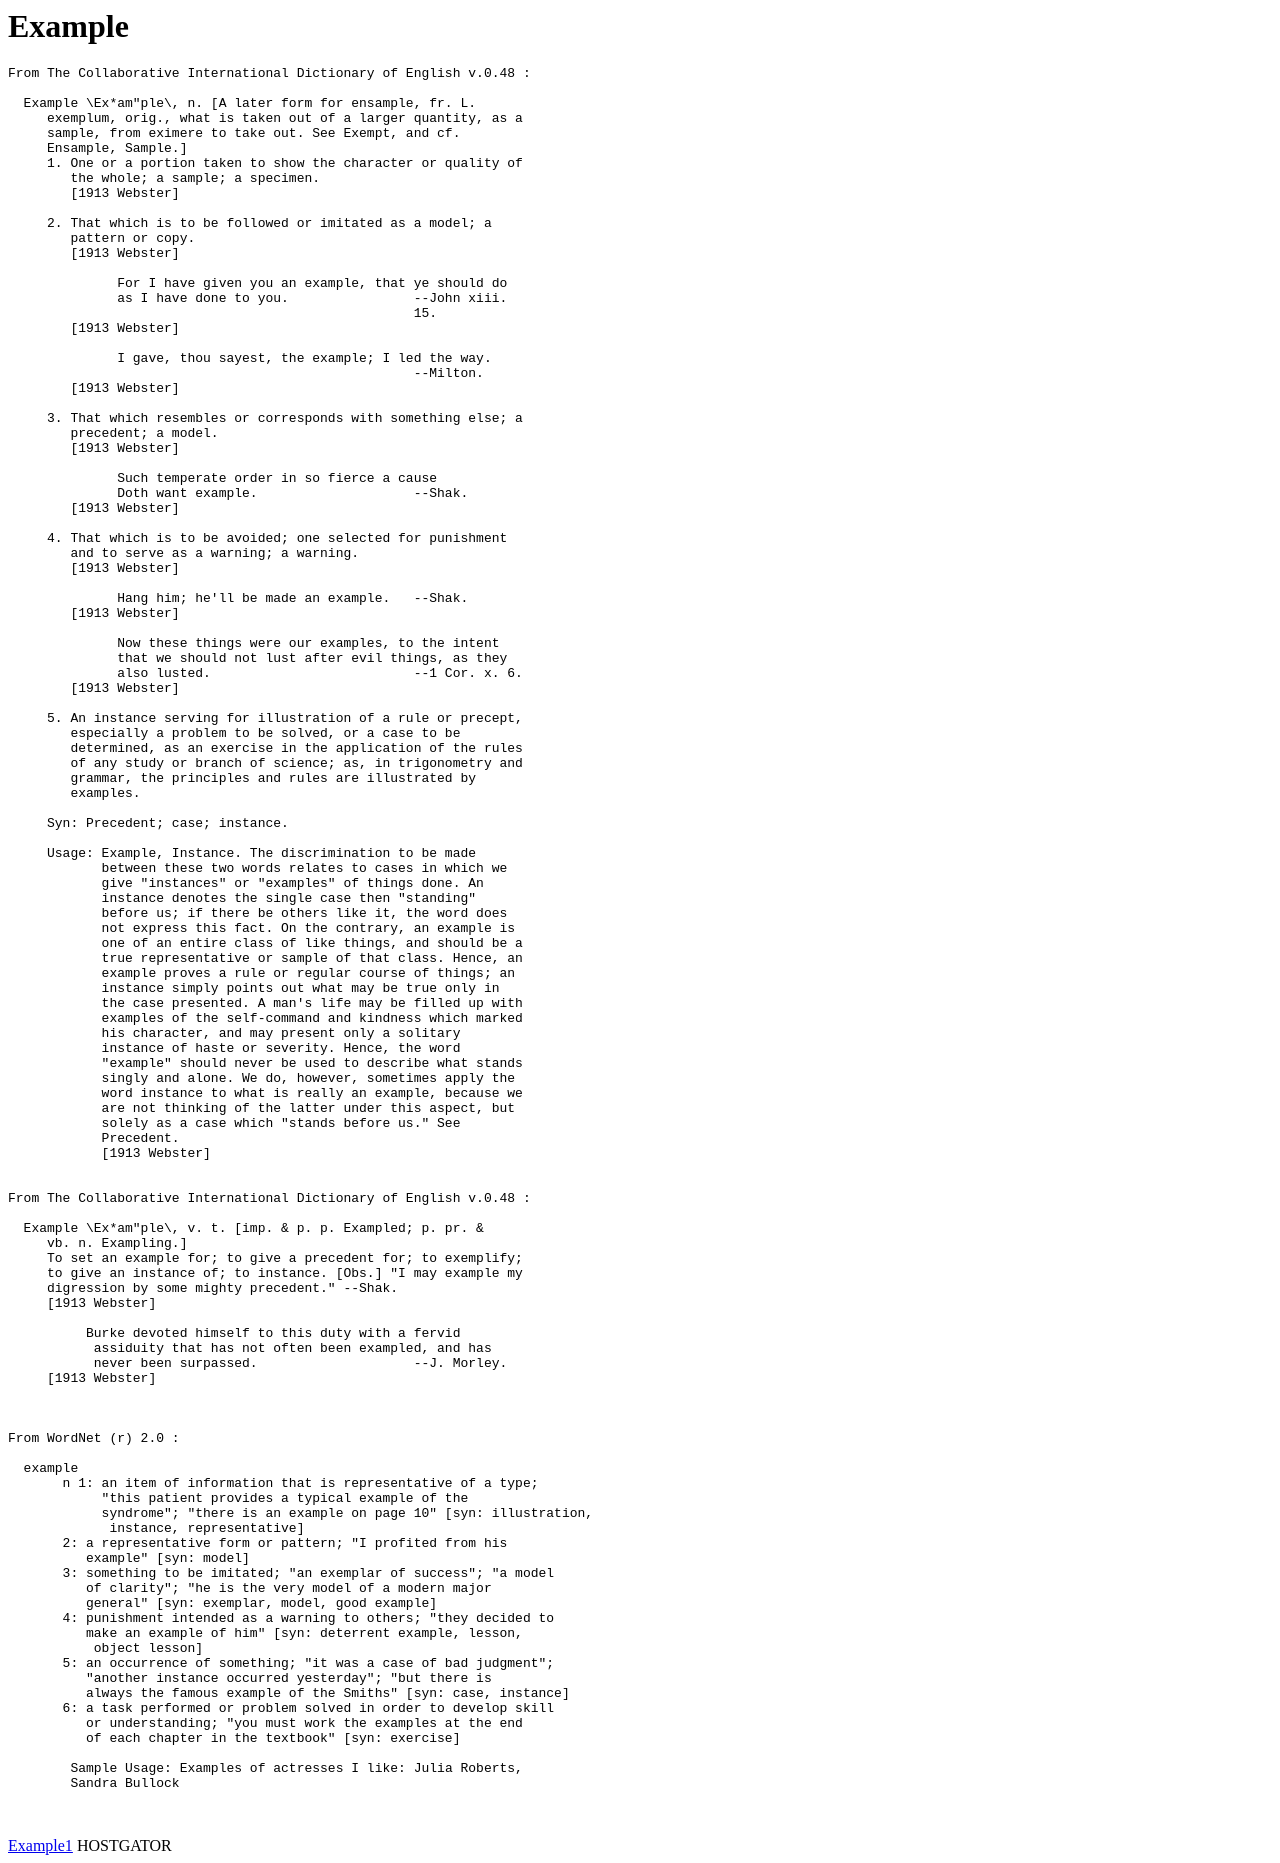 Example
From The Collaborative International Dictionary of English v.0.48 :
Example \Ex*am"ple\, n. [A later form for ensample, fr. L.
exemplum, orig., what is taken out of a larger quantity, as a
sample, from eximere to take out. See Exempt, and cf.
Ensample, Sample.]
1. One or a portion taken to show the character or quality of
the whole; a sample; a specimen.
[1913 Webster]
2. That which is to be followed or imitated as a model; a
pattern or copy.
[1913 Webster]
For I have given you an example, that ye should do
as I have done to you. --John xiii.
15.
[1913 Webster]
I gave, thou sayest, the example; I led the way.
--Milton.
[1913 Webster]
3. That which resembles or corresponds with something else; a
precedent; a model.
[1913 Webster]
Such temperate order in so fierce a cause
Doth want example. --Shak.
[1913 Webster]
4. That which is to be avoided; one selected for punishment
and to serve as a warning; a warning.
[1913 Webster]
Hang him; he'll be made an example. --Shak.
[1913 Webster]
Now these things were our examples, to the intent
that we should not lust after evil things, as they
also lusted. --1 Cor. x. 6.
[1913 Webster]
5. An instance serving for illustration of a rule or precept,
especially a problem to be solved, or a case to be
determined, as an exercise in the application of the rules
of any study or branch of science; as, in trigonometry and
grammar, the principles and rules are illustrated by
examples.
Syn: Precedent; case; instance.
Usage: Example, Instance. The discrimination to be made
between these two words relates to cases in which we
give "instances" or "examples" of things done. An
instance denotes the single case then "standing"
before us; if there be others like it, the word does
not express this fact. On the contrary, an example is
one of an entire class of like things, and should be a
true representative or sample of that class. Hence, an
example proves a rule or regular course of things; an
instance simply points out what may be true only in
the case presented. A man's life may be filled up with
examples of the self-command and kindness which marked
his character, and may present only a solitary
instance of haste or severity. Hence, the word
"example" should never be used to describe what stands
singly and alone. We do, however, sometimes apply the
word instance to what is really an example, because we
are not thinking of the latter under this aspect, but
solely as a case which "stands before us." See
Precedent.
[1913 Webster]
From The Collaborative International Dictionary of English v.0.48 :
Example \Ex*am"ple\, v. t. [imp. & p. p. Exampled; p. pr. &
vb. n. Exampling.]
To set an example for; to give a precedent for; to exemplify;
to give an instance of; to instance. [Obs.] "I may example my
digression by some mighty precedent." --Shak.
[1913 Webster]
Burke devoted himself to this duty with a fervid
assiduity that has not often been exampled, and has
never been surpassed. --J. Morley.
[1913 Webster]
From WordNet (r) 2.0 :
example
n 1: an item of information that is representative of a type;
"this patient provides a typical example of the
syndrome"; "there is an example on page 10" [syn: illustration,
instance, representative]
2: a representative form or pattern; "I profited from his
example" [syn: model]
3: something to be imitated; "an exemplar of success"; "a model
of clarity"; "he is the very model of a modern major
general" [syn: exemplar, model, good example]
4: punishment intended as a warning to others; "they decided to
make an example of him" [syn: deterrent example, lesson,
object lesson]
5: an occurrence of something; "it was a case of bad judgment";
"another instance occurred yesterday"; "but there is
always the famous example of the Smiths" [syn: case, instance]
6: a task performed or problem solved in order to develop skill
or understanding; "you must work the examples at the end
of each chapter in the textbook" [syn: exercise]
Sample Usage: Examples of actresses I like: Julia Roberts,
Sandra Bullock
Example1 HOSTGATOR